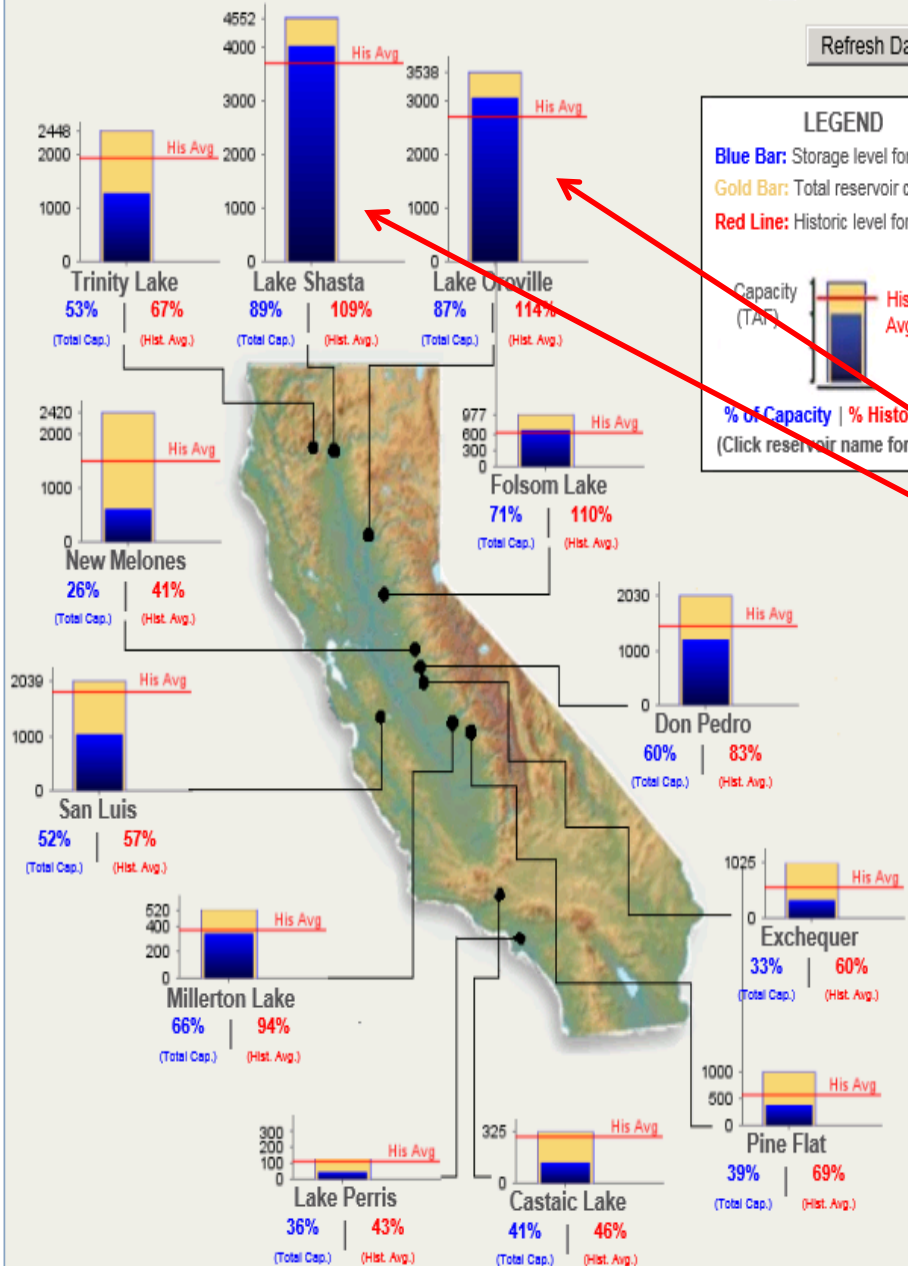 Refresh Da
4552
4000
3000
2000
1000
0
His Avg
Lake Shasta
89% | 109%
(Total Cap.) (Hist. Avg.)
3538
3000
2000
1000
0
His Avg
Lake Oroville
87% | 114%
(Total Cap.) (Hist. Avg.)
2448
2000
1000
0
His Avg
Trinity Lake
53% | 67%
(Total Cap.) (Hist. Avg.)
LEGEND
Blue Bar: Storage level for
Gold Bar: Total reservoir c
Red Line: Historic level for
Capacity
(TAF)
His
Avg
% of Capacity | % Histo
(Click reservoir name for
2420
2000
1000
0
His Avg
New Melones
26% | 41%
(Total Cap.) (Hist. Avg.)
977
600
300
0
His Avg
Folsom Lake
71% | 110%
(Total Cap.) (Hist. Avg.)
2030
1000
0
His Avg
Don Pedro
60% | 83%
(Total Cap.) (Hist. Avg.)
2039
1000
0
His Avg
San Luis
52% | 57%
(Total Cap.) (Hist. Avg.)
1025
0
His Avg
Exchequer
33% | 60%
(Total Cap.) (Hist. Avg.)
520
400
200
0
His Avg
Millerton Lake
66% | 94%
(Total Cap.) (Hist. Avg.)
1000
500
0
His Avg
Pine Flat
39% | 69%
(Total Cap.) (Hist. Avg.)
300
200
100
0
His Avg
Lake Perris
36% | 43%
(Total Cap.) (Hist. Avg.)
325
0
His Avg
Castaic Lake
41% | 46%
(Total Cap.) (Hist. Avg.)